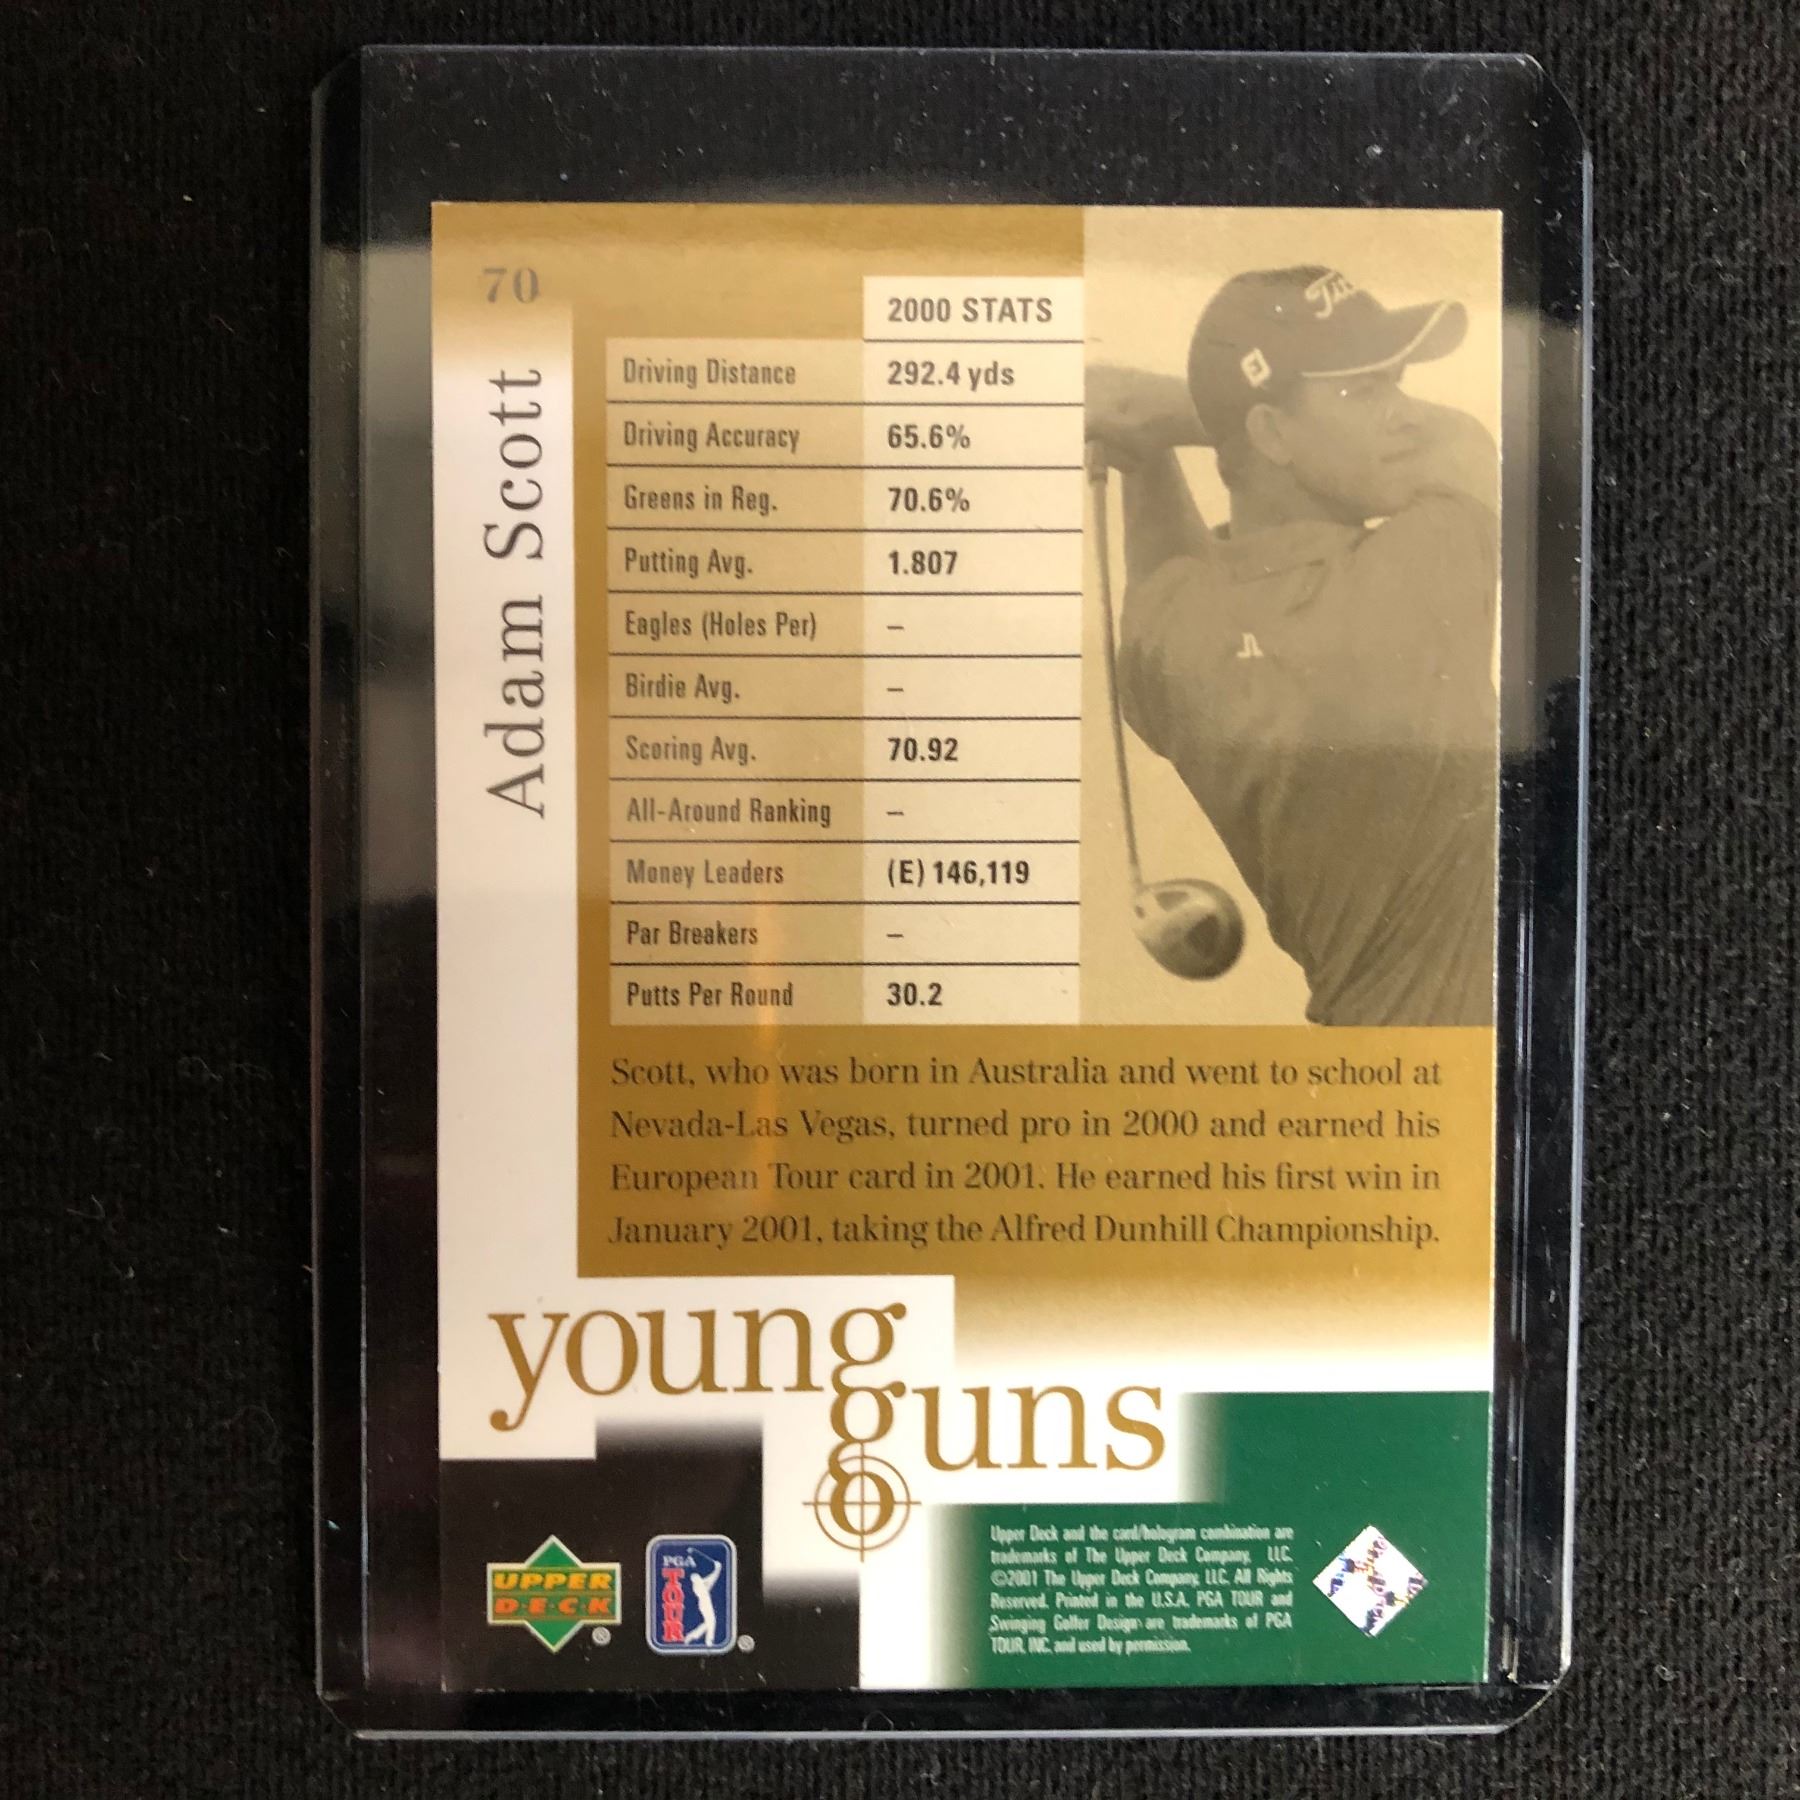 70
Adam Scott
2000 STATS
Driving Distance 292.4 yds
Driving Accuracy 65.6%
Greens in Reg. 70.6%
Putting Avg. 1.807
Eagles (Holes Per) –
Birdie Avg. –
Scoring Avg. 70.92
All-Around Ranking –
Money Leaders (E) 146,119
Par Breakers –
Putts Per Round 30.2
Scott, who was born in Australia and went to school at
Nevada-Las Vegas, turned pro in 2000 and earned his
European Tour card in 2001. He earned his first win in
January 2001, taking the Alfred Dunhill Championship.
young
guns
UPPER
D·E·C·K
®
PGA
TOUR
®
Upper Deck and the card/hologram combination are
trademarks of The Upper Deck Company, LLC.
©2001 The Upper Deck Company, LLC. All Rights
Reserved. Printed in the U.S.A. PGA TOUR and
Swinging Golfer Design are trademarks of PGA
TOUR, INC. and used by permission.